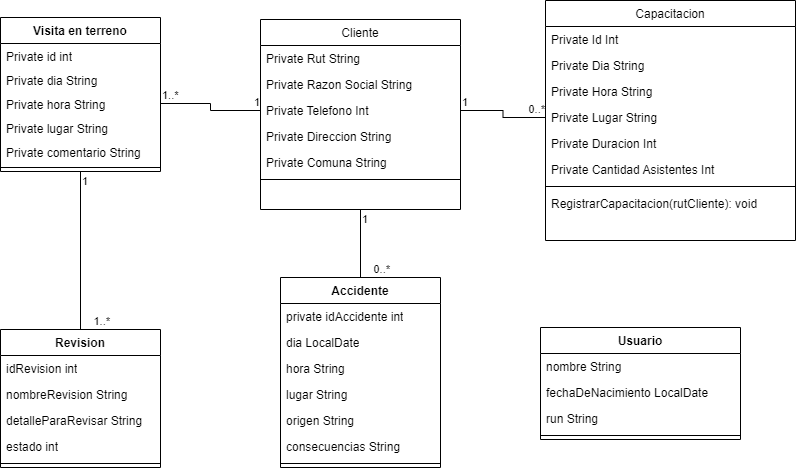 Visita en terreno
Private id int
Private dia String
Private hora String
Private lugar String
Private comentario String
1..*
1
Cliente
Private Rut String
Private Razon Social String
Private Telefono Int
Private Direccion String
Private Comuna String
1
0..*
Capacitacion
Private Id Int
Private Dia String
Private Hora String
Private Lugar String
Private Duracion Int
Private Cantidad Asistentes Int
RegistrarCapacitacion(rutCliente): void
1
1..*
Revision
idRevision int
nombreRevision String
detalleParaRevisar String
estado int
1
0..*
Accidente
private idAccidente int
dia LocalDate
hora String
lugar String
origen String
consecuencias String
Usuario
nombre String
fechaDeNacimiento LocalDate
run String